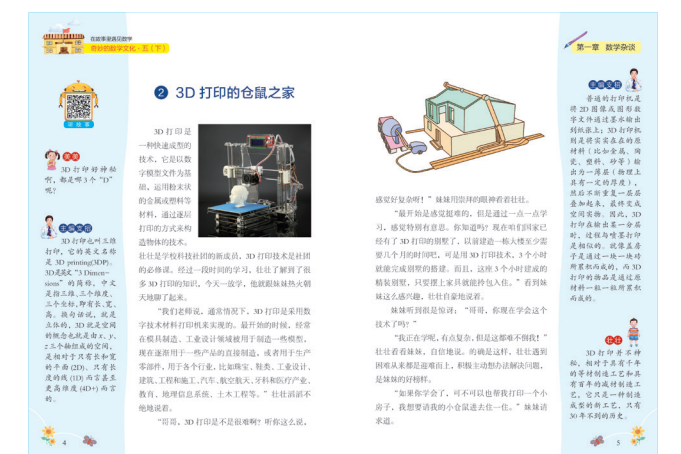 在故事里遇见数学
奇妙的数学文化·五（下）
听故事
美美
3D 打印好神秘
啊，都是哪 3 个“D”
呢？
主编爱招
3D 打印也叫三维
打印，它的英文名称
是 3D printing(3DP)。
3D是英文“3 Dimen-
sions”的简称，中文
是指三维、三个维度、
三个坐标，即有长、宽、
高。换句话说，就是
立体的，3D 就是空间
的概念也就是由 x、y、
z 三个轴组成的空间，
是相对于只有长和宽
的平面 (2D)、只有长
度的线 (1D) 而言甚至
更高维度 (4D+) 而言
的。
4
2 3D 打印的仓鼠之家
3D 打印是
一种快速成型的
技术，它是以数
字模型文件为基
础，运用粉末状
的金属或塑料等
材料，通过逐层
打印的方式来构
造物体的技术。
壮壮是学校科技社团的新成员，3D 打印技术是社团
的必修课。经过一段时间的学习，壮壮了解到了很
多 3D 打印的知识，今天一放学，他就跟妹妹热火朝
天地聊了起来。
“我们老师说，通常情况下，3D 打印是采用数
字技术材料打印机来实现的。最开始的时候，经常
在模具制造、工业设计领域被用于制造一些模型，
现在逐渐用于一些产品的直接制造，或者用于生产
零部件，用于各个行业，比如珠宝、鞋类、工业设计、
建筑、工程和施工、汽车、航空航天、牙科和医疗产业、
教育、地理信息系统、土木工程等。”壮壮滔滔不
绝地说着。
“哥哥，3D 打印是不是很难啊？听你这么说，
第一章 数学杂谈
感觉好复杂呀！”妹妹用崇拜的眼神看着壮壮。
“最开始是感觉挺难的，但是通过一点一点学
习，感觉特别有意思。你知道吗？现在咱们国家已
经有了 3D 打印的别墅了，以前建造一栋大楼至少需
要几个月的时间吧，可是用 3D 打印技术，3 个小时
就能完成别墅的搭建。而且，这座 3 个小时建成的
精装别墅，只要摆上家具就能拎包入住。”看到妹
妹这么感兴趣，壮壮自豪地说着。
妹妹听到很是惊讶：“哥哥，你现在学会这个
技术了吗？”
“我正在学呢，有点复杂，但是这都难不倒我！”
壮壮看看妹妹，自信地说。的确是这样，壮壮遇到
困难从来都是迎难而上，积极主动想办法解决问题，
是妹妹的好榜样。
“如果你学会了，可不可以也帮我打印一个小
房子，我想要请我的小仓鼠进去住一住。”妹妹请
求道。
主编爱招
普通的打印机是
将 2D 图像或图形数
字文件通过墨水输出
到纸张上；3D 打印机
则是将实实在在的原
材料（比如金属、陶
瓷、塑料、砂等）输
出为一薄层（物理上
具有一定的厚度），
然后不断重复一层层
叠加起来，最终变成
空间实物。因此，3D
打印在输出某一分层
时，过程与喷墨打印
是相似的。就像盖房
子是通过一块一块砖
所累积而成的，而 3D
打印的物品是通过原
材料一粒一粒所累积
而成的。
壮壮
3D 打印并不神
秘，相对于具有千年
的等材制造工艺和具
有百年的减材制造工
艺，它只是一种制造
成型的新工艺，只有
30 年不到的历史。
5